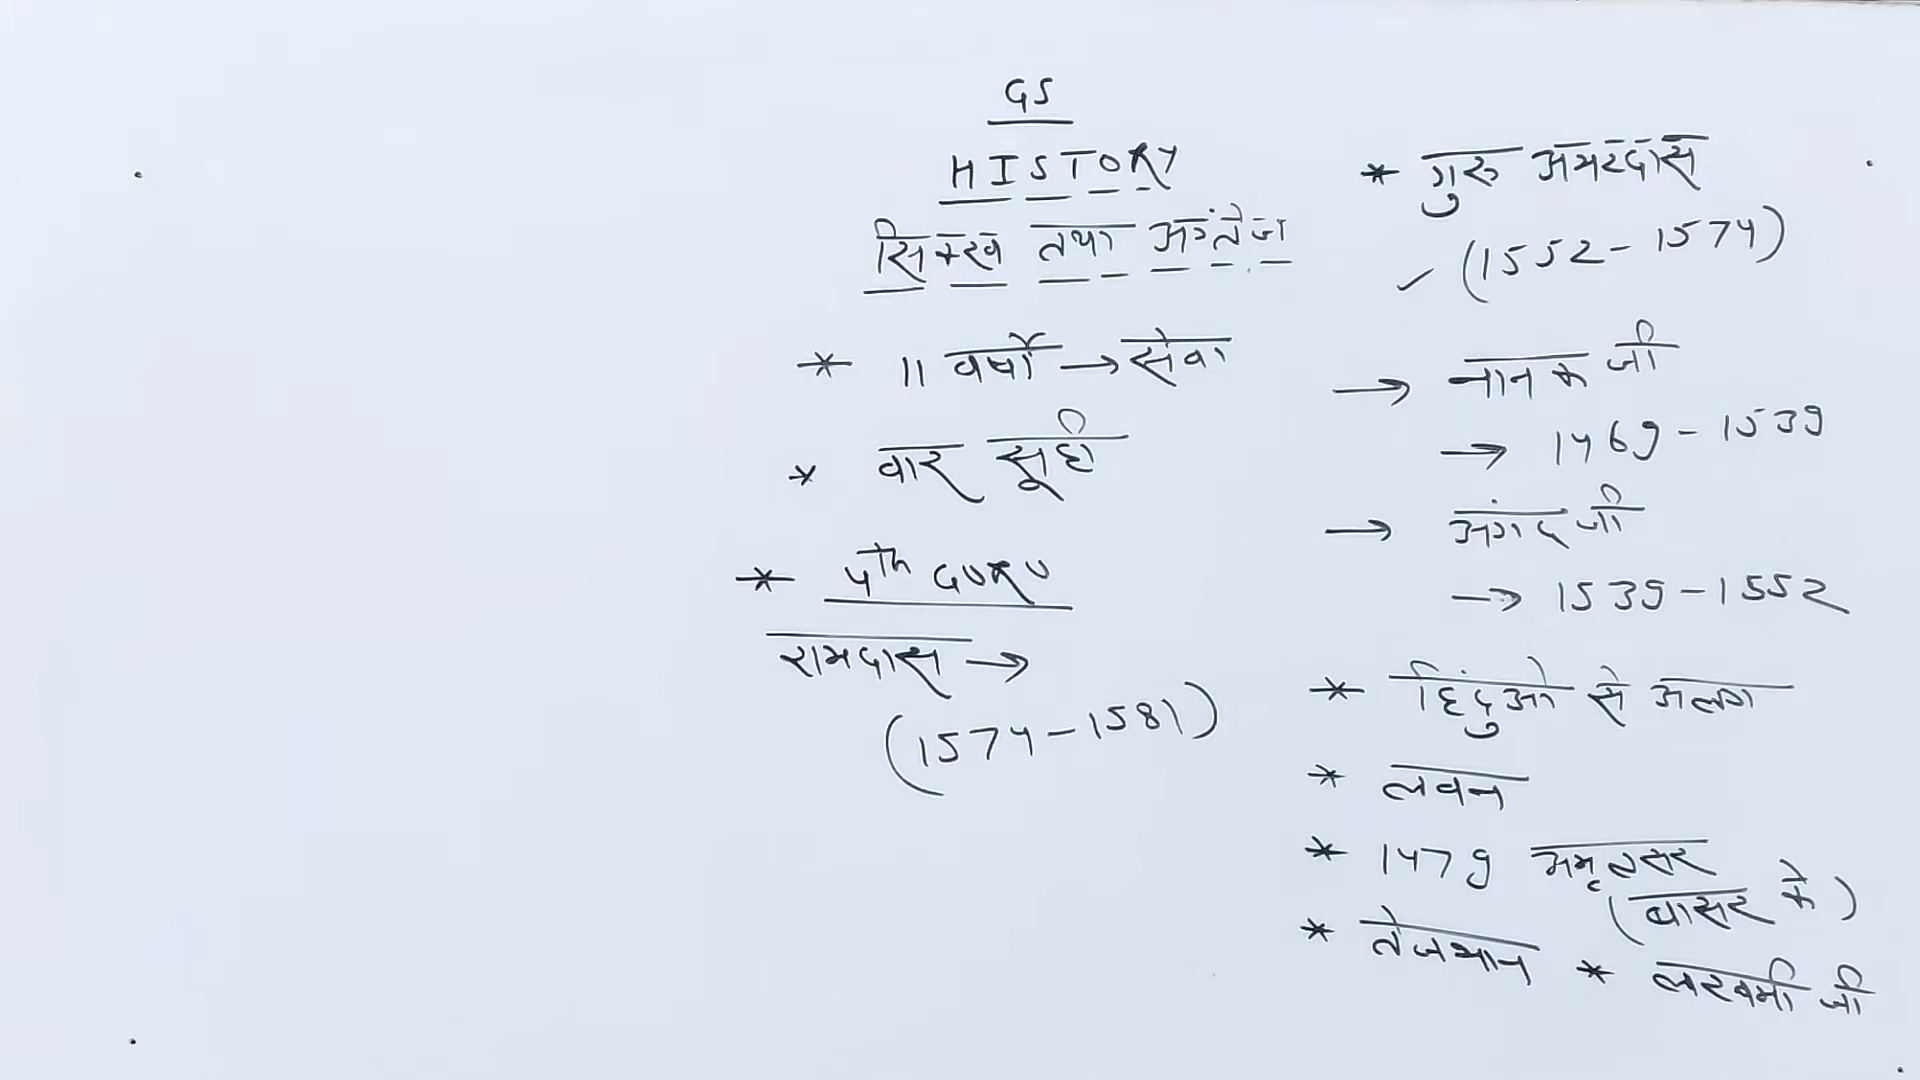 GS
HISTORY
सिक्ख तथा अंग्रेज
* 11 वर्षों → सेवा
* वार सूही
* 4th GURU
रामदास →
(1574-1581)
* गुरु अमरदास
✓ (1552-1574)
→ नानक जी
→ 1469-1539
→ अंगद जी
→ 1539-1552
* हिंदुओ से अलग
* लवन
* 1479 अमृतसर
(बासर के)
* तेजभान * लखमी जी